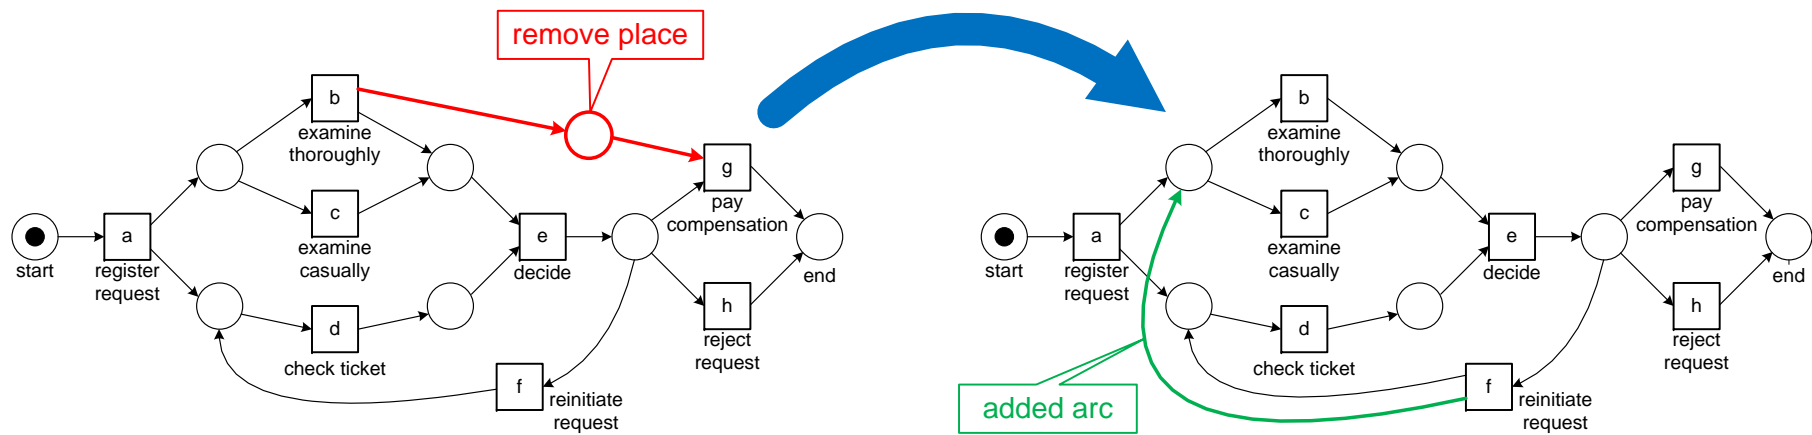 remove place
b
examine
thoroughly
g
pay
compensation
c
examine
casually
start
a
register
request
e
decide
end
d
check ticket
h
reject
request
f
reinitiate
request
b
examine
thoroughly
g
pay
compensation
c
examine
casually
start
a
register
request
e
decide
end
d
check ticket
h
reject
request
f
reinitiate
request
added arc